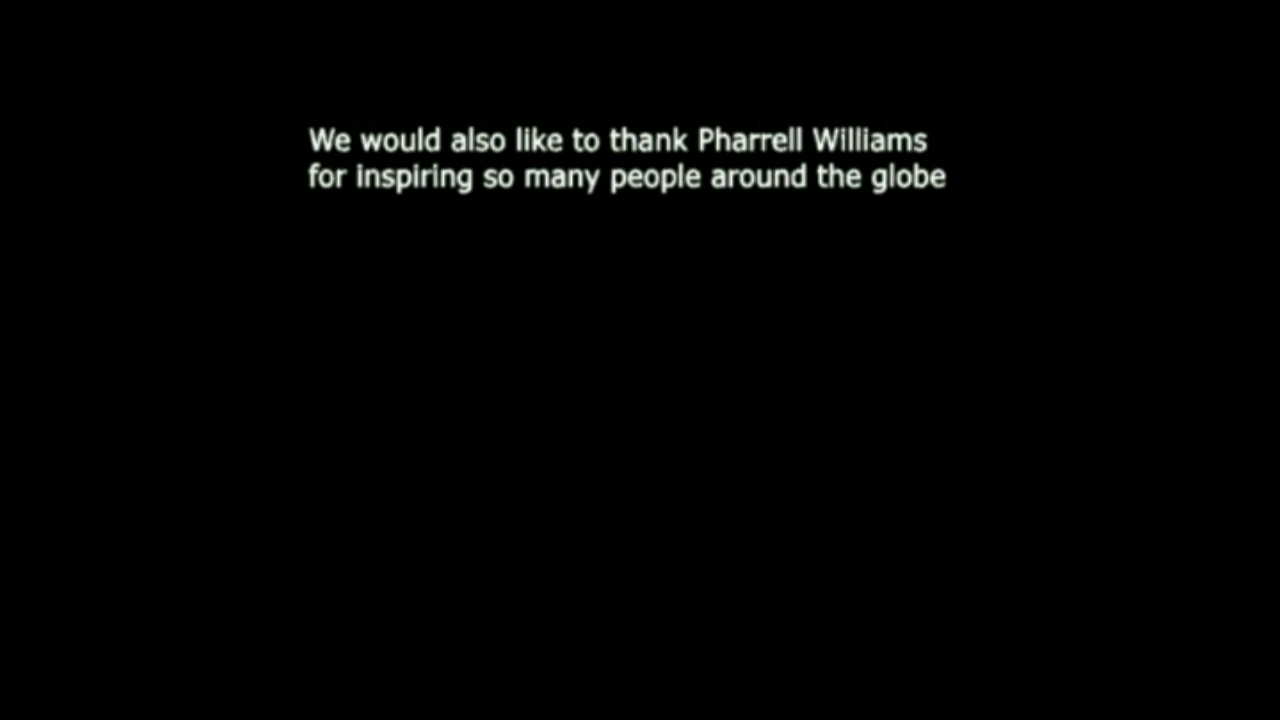 We would also like to thank Pharrell Williams
for inspiring so many people around the globe